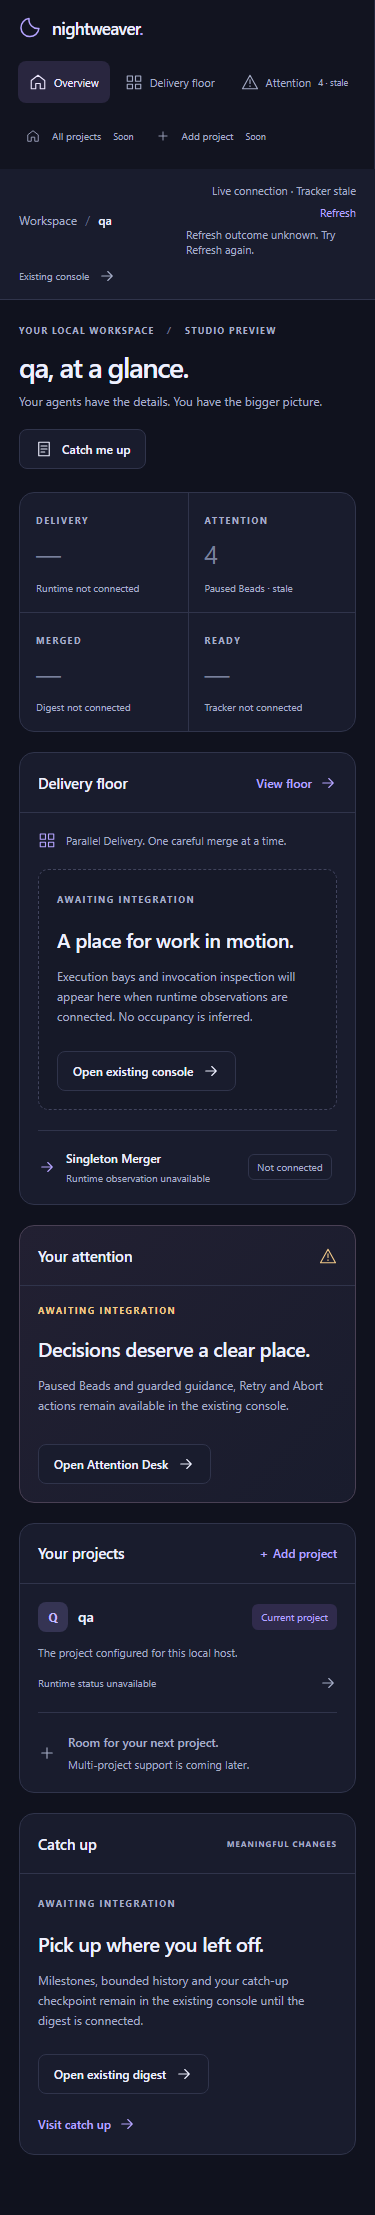 nightweaver.
Overview
Delivery floor
Attention 4 · stale
All projects Soon
Add project Soon
Live connection · Tracker stale
Refresh
Workspace / qa
Refresh outcome unknown. Try
Refresh again.
Existing console
YOUR LOCAL WORKSPACE / STUDIO PREVIEW
qa, at a glance.
Your agents have the details. You have the bigger picture.
Catch me up
DELIVERY
—
Runtime not connected
ATTENTION
4
Paused Beads · stale
MERGED
—
Digest not connected
READY
—
Tracker not connected
Delivery floor
View floor
Parallel Delivery. One careful merge at a time.
AWAITING INTEGRATION
A place for work in motion.
Execution bays and invocation inspection will
appear here when runtime observations are
connected. No occupancy is inferred.
Open existing console
Singleton Merger
Runtime observation unavailable
Not connected
Your attention
AWAITING INTEGRATION
Decisions deserve a clear place.
Paused Beads and guarded guidance, Retry and Abort
actions remain available in the existing console.
Open Attention Desk
Your projects
+ Add project
Q
qa
Current project
The project configured for this local host.
Runtime status unavailable
Room for your next project.
Multi-project support is coming later.
Catch up
MEANINGFUL CHANGES
AWAITING INTEGRATION
Pick up where you left off.
Milestones, bounded history and your catch-up
checkpoint remain in the existing console until the
digest is connected.
Open existing digest
Visit catch up